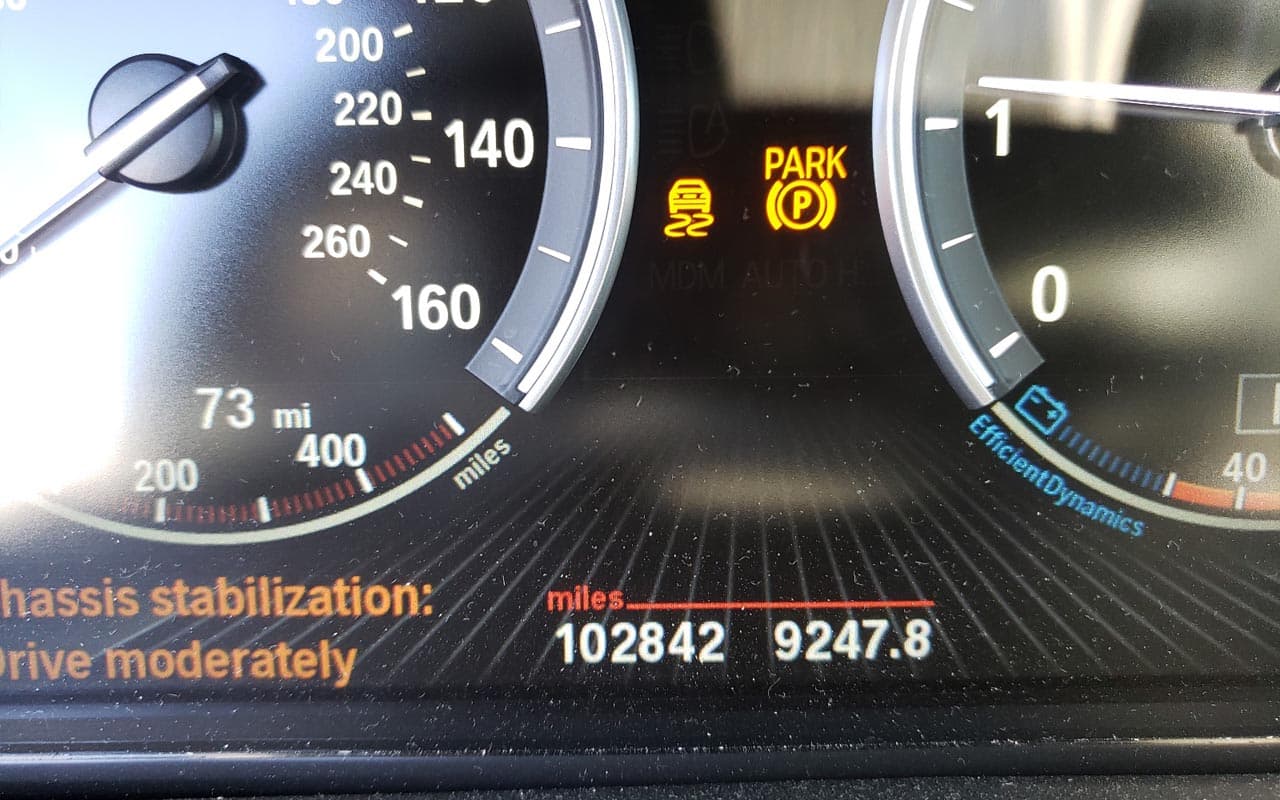 200
220
140
240
260
160
73 mi
200
400
miles
PARK
P
MDM AUTO H
1
0
EfficientDynamics
40
hassis stabilization:
Drive moderately
miles
102842 9247.8